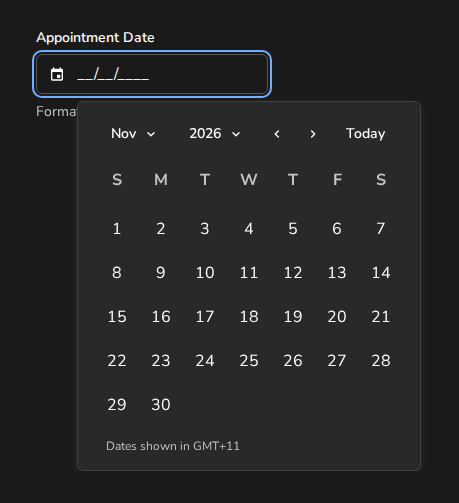 Appointment Date
__/__/____
Forma
Nov 2026 Today
S M T W T F S
1 2 3 4 5 6 7
8 9 10 11 12 13 14
15 16 17 18 19 20 21
22 23 24 25 26 27 28
29 30
Dates shown in GMT+11